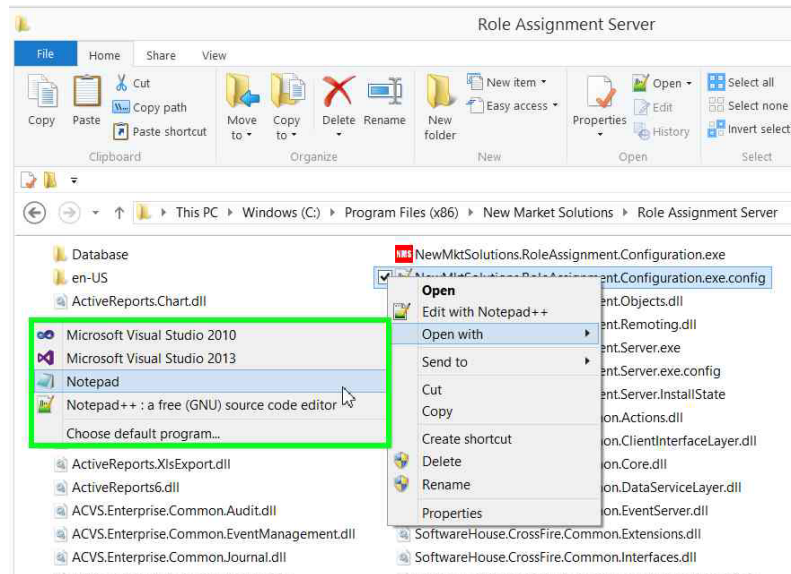 Role Assignment Server
File Home Share View
Copy
Paste
Cut
Copy path
Paste shortcut
Clipboard
Move to
Copy to
Delete
Rename
Organize
New folder
New item
Easy access
New
Properties
Open
Edit
History
Open
Select all
Select none
Invert select
Select
This PC Windows (C:) Program Files (x86) New Market Solutions Role Assignment Server
Database
en-US
ActiveReports.Chart.dll
Microsoft Visual Studio 2010
Microsoft Visual Studio 2013
Notepad
Notepad++ : a free (GNU) source code editor
Choose default program...
ActiveReports.XlsExport.dll
ActiveReports6.dll
ACVS.Enterprise.Common.Audit.dll
ACVS.Enterprise.Common.EventManagement.dll
ACVS.Enterprise.Common.Journal.dll
NMS NewMktSolutions.RoleAssignment.Configuration.exe
NewMktSolutions.RoleAssignment.Configuration.exe.config
ent.Objects.dll
ent.Remoting.dll
ent.Server.exe
ent.Server.exe.config
ent.Server.InstallState
on.Actions.dll
on.ClientInterfaceLayer.dll
on.Core.dll
on.DataServiceLayer.dll
on.EventServer.dll
SoftwareHouse.CrossFire.Common.Extensions.dll
SoftwareHouse.CrossFire.Common.Interfaces.dll
Open
Edit with Notepad++
Open with
Send to
Cut
Copy
Create shortcut
Delete
Rename
Properties